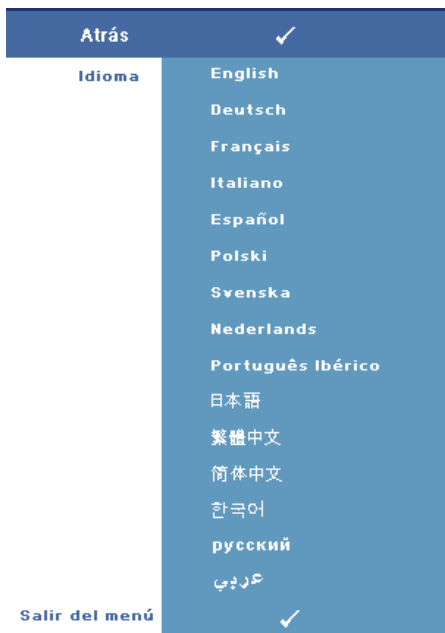 Atrás
Idioma
English
Deutsch
Français
Italiano
Español
Polski
Svenska
Nederlands
Português Ibérico
日本語
繁體中文
简体中文
한국어
русский
عربي
Salir del menú